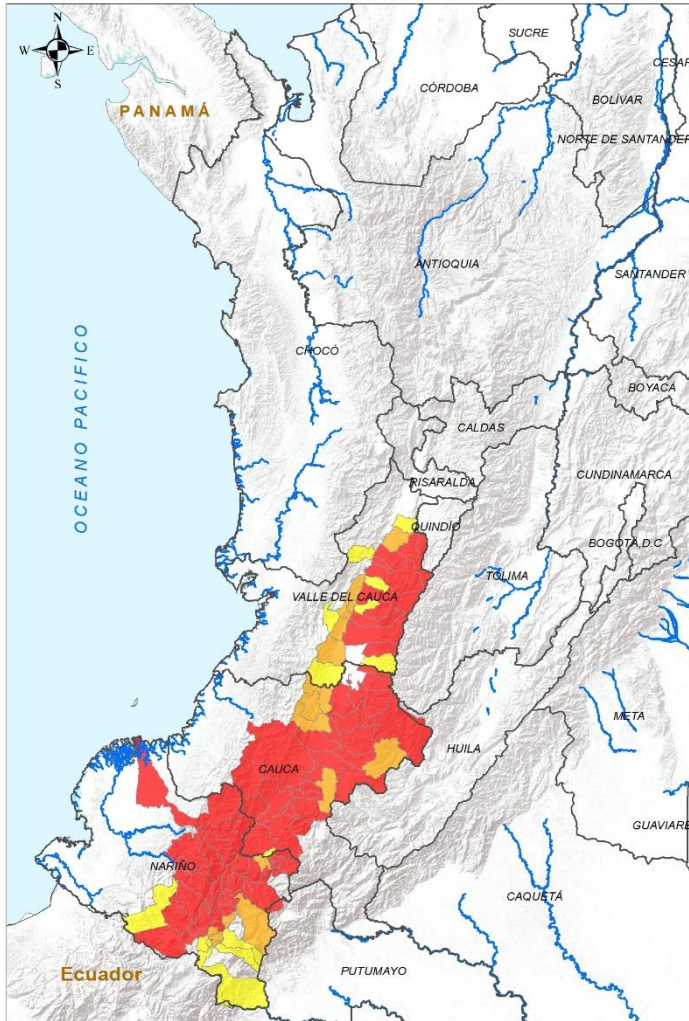 N
W E
S
SUCRE
CESAR
CÓRDOBA
BOLÍVAR
PANAMÁ
NORTE DE SANTANDER
ANTIOQUIA
SANTANDER
OCEANO PACIFICO
CHOCÓ
BOYACÁ
CALDAS
CUNDINAMARCA
RISARALDA
QUINDÍO
BOGOTÁ,D.C
TOLIMA
VALLE DEL CAUCA
META
HUILA
CAUCA
GUAVIARE
NARIÑO
CAQUETÁ
Ecuador
PUTUMAYO